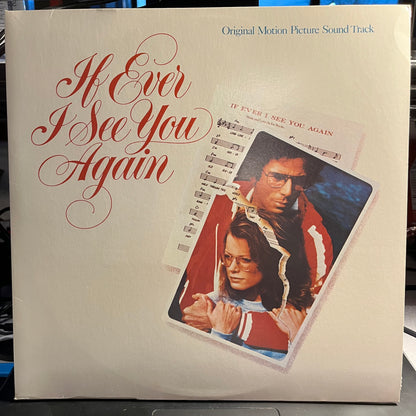 Original Motion Picture Sound Track
If Ever
I See You
Again
IF EVER I SEE YOU AGAIN